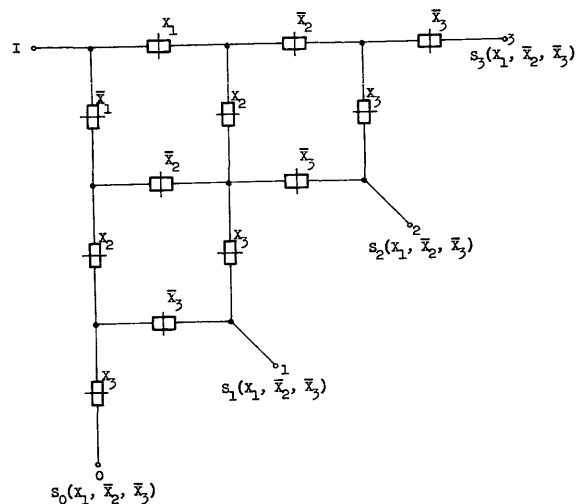 X₁
X̄₂
X̄₃
I
3
S₃(X₁, X̄₂, X̄₃)
X̄₁
X₂
X₃
X̄₂
X̄₃
2
S₂(X₁, X̄₂, X̄₃)
X₂
X₃
X̄₃
1
S₁(X₁, X̄₂, X̄₃)
X₃
0
S₀(X₁, X̄₂, X̄₃)